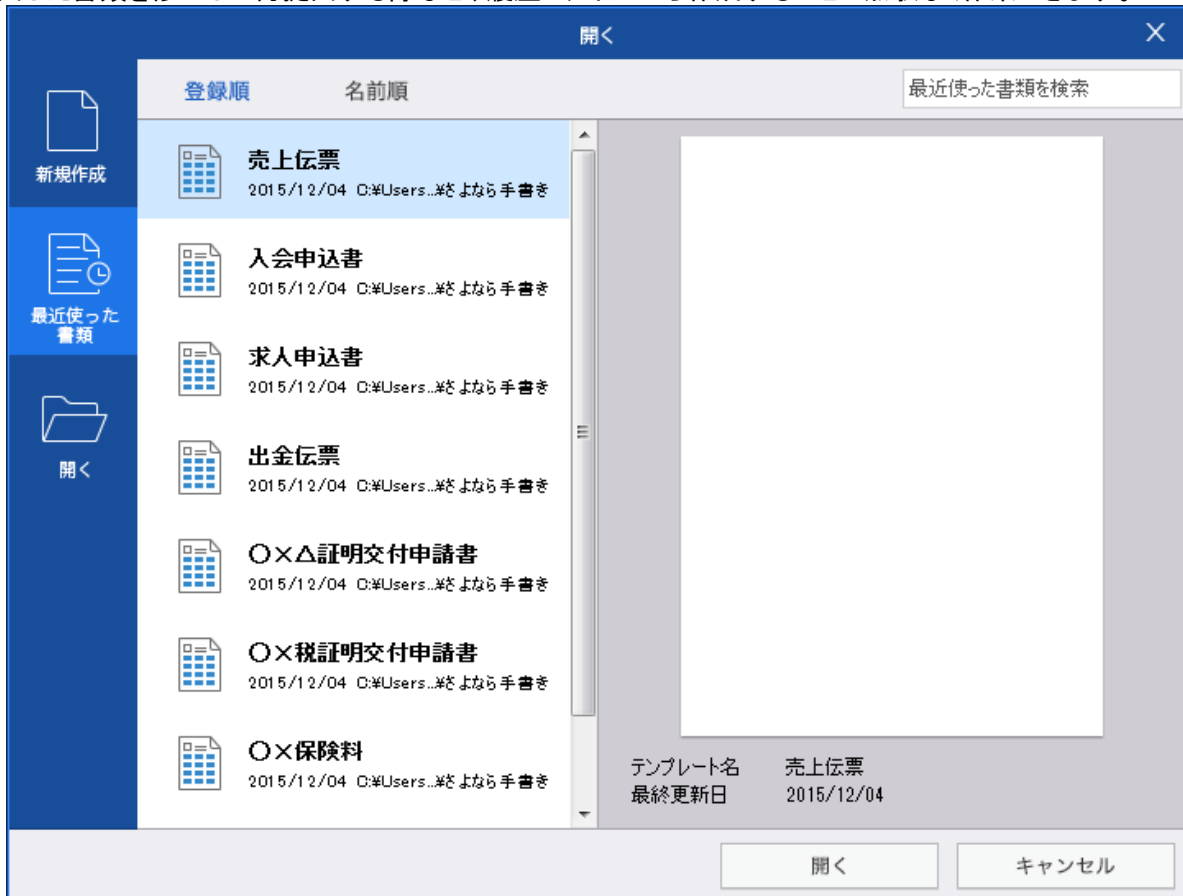 開く
登録順 名前順 最近使った書類を検索
新規作成
最近使った
書類
開く
売上伝票
2015/12/04 C:¥Users...¥さよなら手書き
入会申込書
2015/12/04 C:¥Users...¥さよなら手書き
求人申込書
2015/12/04 C:¥Users...¥さよなら手書き
出金伝票
2015/12/04 C:¥Users...¥さよなら手書き
〇×△証明交付申請書
2015/12/04 C:¥Users...¥さよなら手書き
〇×税証明交付申請書
2015/12/04 C:¥Users...¥さよなら手書き
〇×保険料
2015/12/04 C:¥Users...¥さよなら手書き
テンプレート名 売上伝票
最終更新日 2015/12/04
開く キャンセル